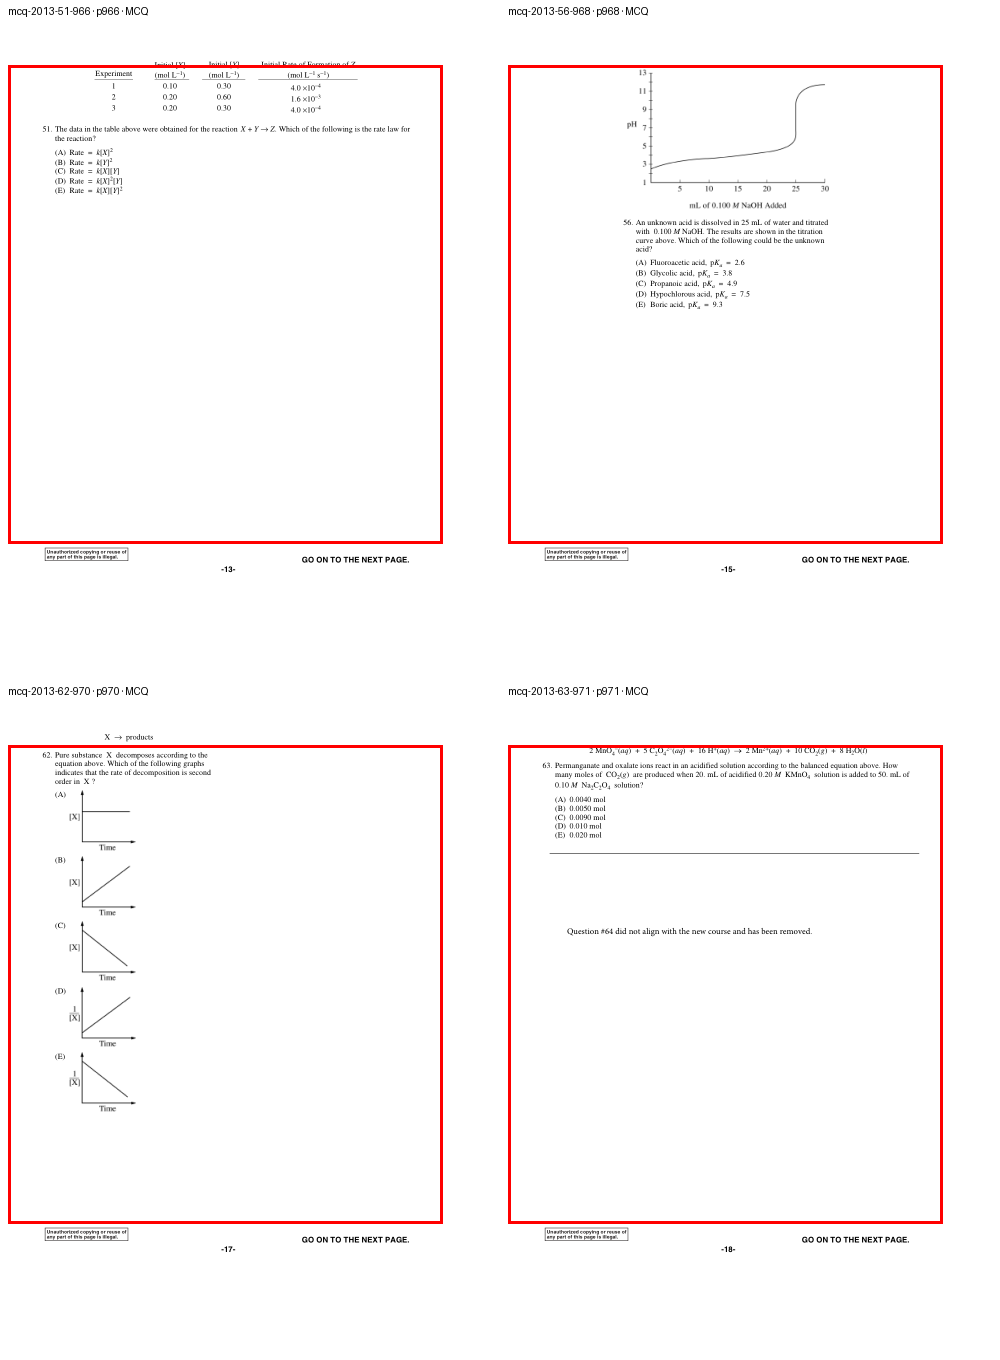 mcq-2013-51-966 · p966 · MCQ
Initial [X] Initial [Y] Initial Rate of Formation of Z
Experiment (mol L⁻¹) (mol L⁻¹) (mol L⁻¹ s⁻¹)
1 0.10 0.30 4.0 ×10⁻⁴
2 0.20 0.60 1.6 ×10⁻³
3 0.20 0.30 4.0 ×10⁻⁴
51. The data in the table above were obtained for the reaction X + Y → Z. Which of the following is the rate law for
the reaction?
(A) Rate = k[X]²
(B) Rate = k[Y]²
(C) Rate = k[X][Y]
(D) Rate = k[X]²[Y]
(E) Rate = k[X][Y]²
Unauthorized copying or reuse of
any part of this page is illegal.
GO ON TO THE NEXT PAGE.
-13-
mcq-2013-56-968 · p968 · MCQ
13
11
9
pH 7
5
3
1
5 10 15 20 25 30
mL of 0.100 M NaOH Added
56. An unknown acid is dissolved in 25 mL of water and titrated
with 0.100 M NaOH. The results are shown in the titration
curve above. Which of the following could be the unknown
acid?
(A) Fluoroacetic acid, pKₐ = 2.6
(B) Glycolic acid, pKₐ = 3.8
(C) Propanoic acid, pKₐ = 4.9
(D) Hypochlorous acid, pKₐ = 7.5
(E) Boric acid, pKₐ = 9.3
Unauthorized copying or reuse of
any part of this page is illegal.
GO ON TO THE NEXT PAGE.
-15-
mcq-2013-62-970 · p970 · MCQ
X → products
62. Pure substance X decomposes according to the
equation above. Which of the following graphs
indicates that the rate of decomposition is second
order in X ?
(A)
[X]
Time
(B)
[X]
Time
(C)
[X]
Time
(D)
1
[X]
Time
(E)
1
[X]
Time
Unauthorized copying or reuse of
any part of this page is illegal.
GO ON TO THE NEXT PAGE.
-17-
mcq-2013-63-971 · p971 · MCQ
2 MnO₄⁻(aq) + 5 C₂O₄²⁻(aq) + 16 H⁺(aq) → 2 Mn²⁺(aq) + 10 CO₂(g) + 8 H₂O(l)
63. Permanganate and oxalate ions react in an acidified solution according to the balanced equation above. How
many moles of CO₂(g) are produced when 20. mL of acidified 0.20 M KMnO₄ solution is added to 50. mL of
0.10 M Na₂C₂O₄ solution?
(A) 0.0040 mol
(B) 0.0050 mol
(C) 0.0090 mol
(D) 0.010 mol
(E) 0.020 mol
Question #64 did not align with the new course and has been removed.
Unauthorized copying or reuse of
any part of this page is illegal.
GO ON TO THE NEXT PAGE.
-18-